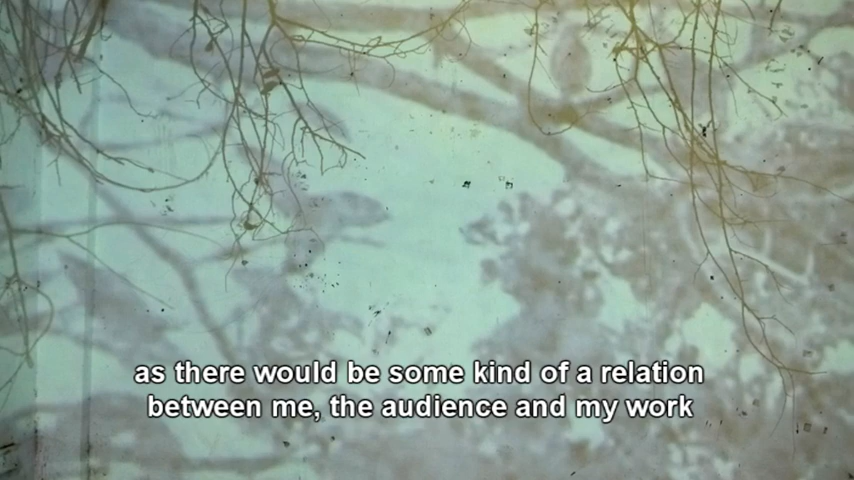 as there would be some kind of a relation
between me, the audience and my work